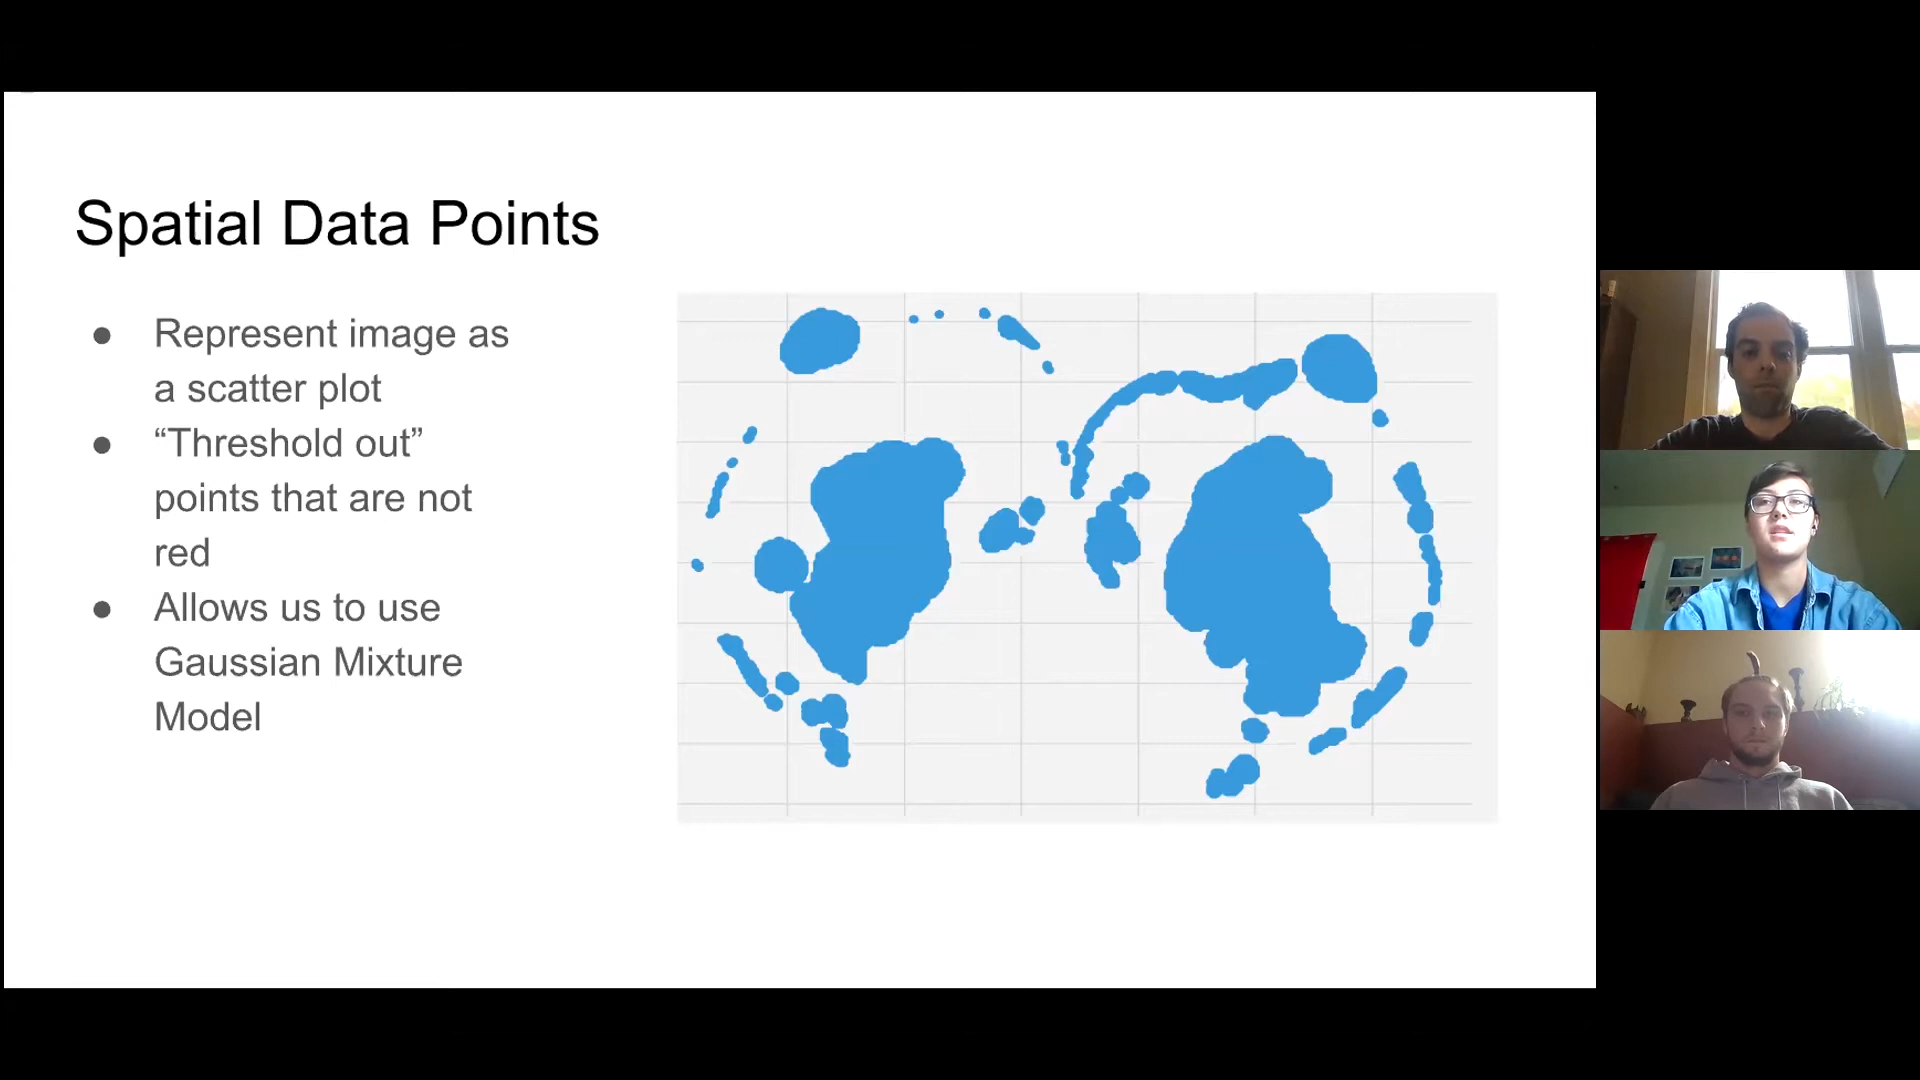 Spatial Data Points
● Represent image as
a scatter plot
● “Threshold out”
points that are not
red
● Allows us to use
Gaussian Mixture
Model